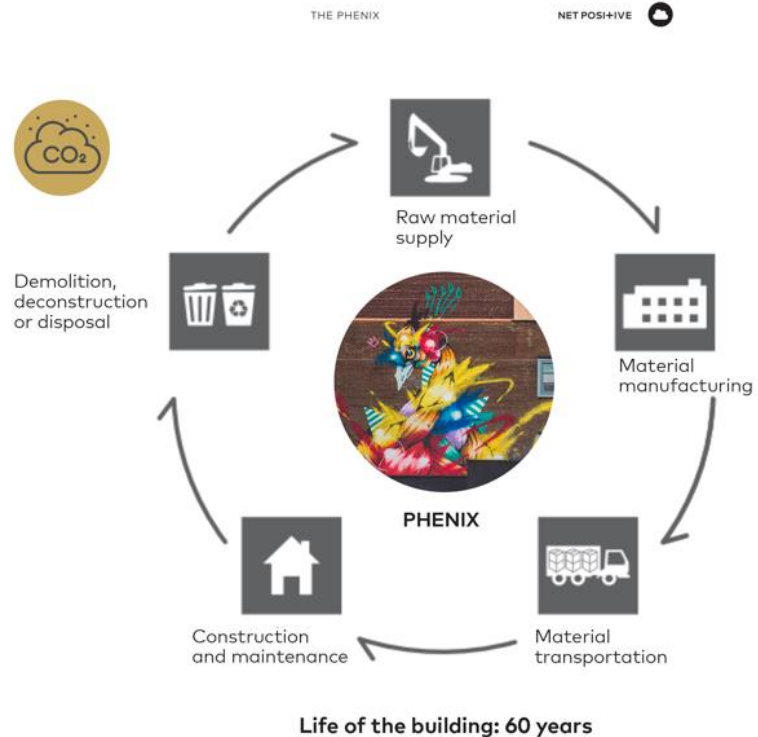 THE PHENIX
NET POSI+IVE
CO₂
Raw material
supply
Demolition,
deconstruction
or disposal
Material
manufacturing
PHENIX
Construction
and maintenance
Material
transportation
Life of the building: 60 years